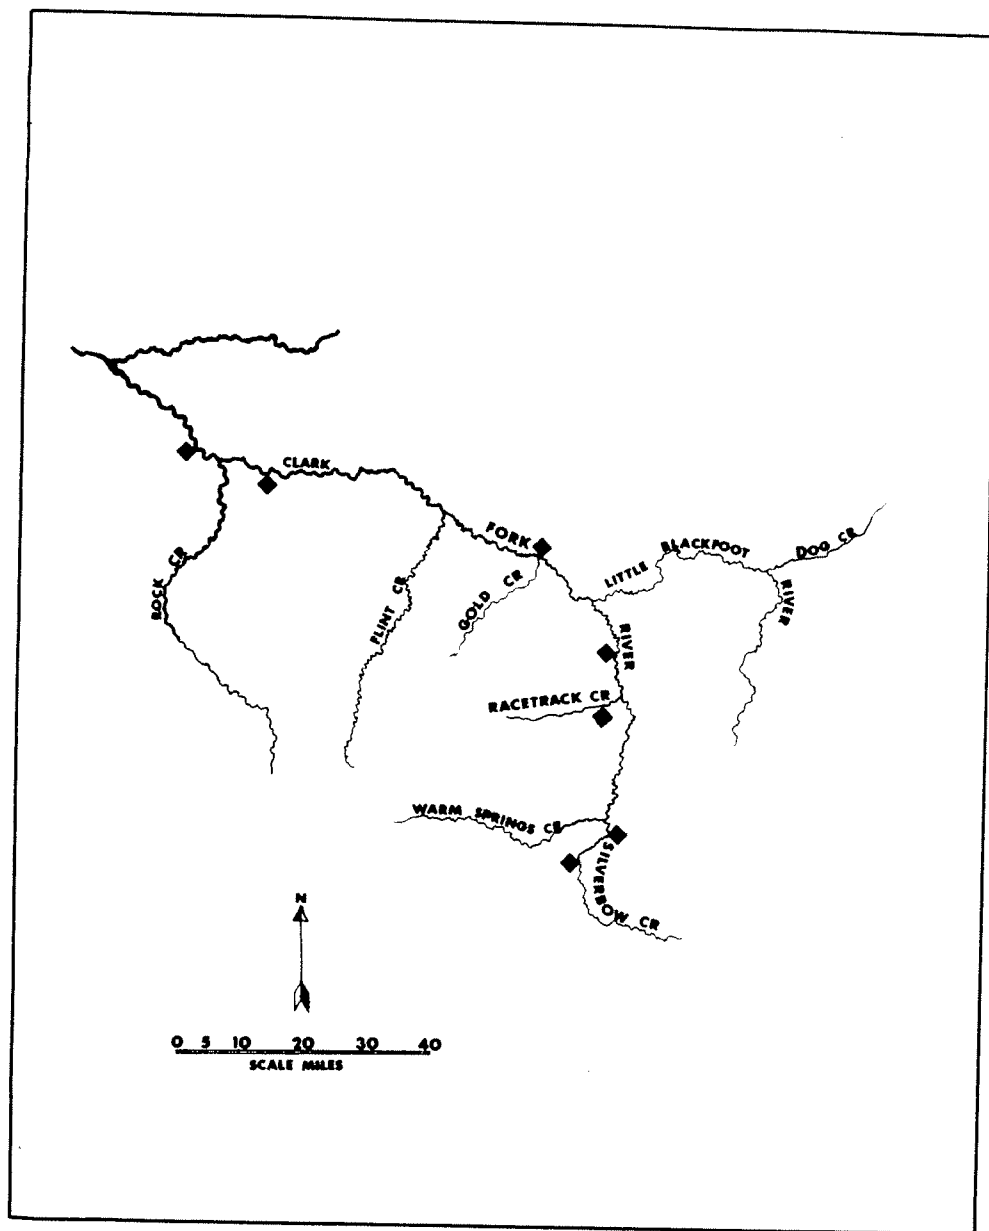 CLARK
FORK
RIVER
ROCK CR
FLINT CR
GOLD CR
LITTLE BLACKFOOT RIVER
DOG CR
RACETRACK CR
WARM SPRINGS CR
SILVERBOW CR
N
0 5 10 20 30 40
SCALE MILES